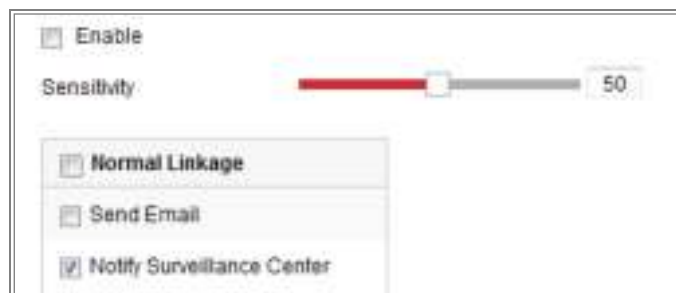 Enable
Sensitivity 50
Normal Linkage
Send Email
Notify Surveillance Center